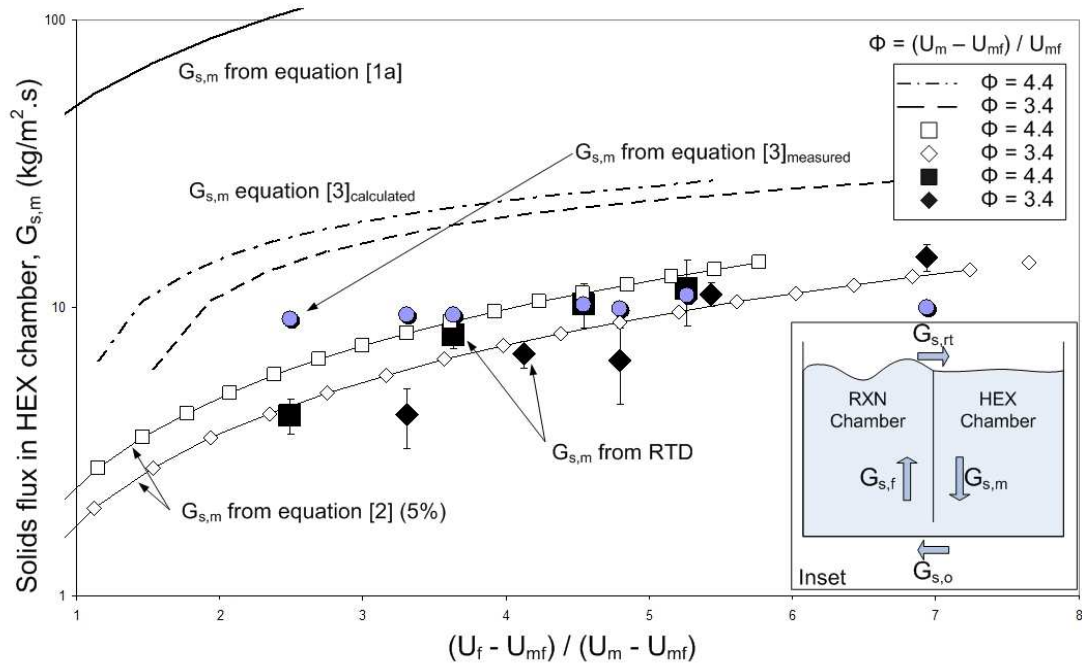 100
10
1
Solids flux in HEX chamber, Gs,m (kg/m².s)
Gs,m from equation [1a]
Gs,m from equation [3]measured
Gs,m equation [3]calculated
Φ = (Um – Umf) / Umf
Φ = 4.4
Φ = 3.4
Φ = 4.4
Φ = 3.4
Φ = 4.4
Φ = 3.4
Gs,m from RTD
Gs,m from equation [2] (5%)
Gs,rt
RXN
Chamber
HEX
Chamber
Gs,f
Gs,m
Gs,o
Inset
1 2 3 4 5 6 7 8
(Uf - Umf) / (Um - Umf)